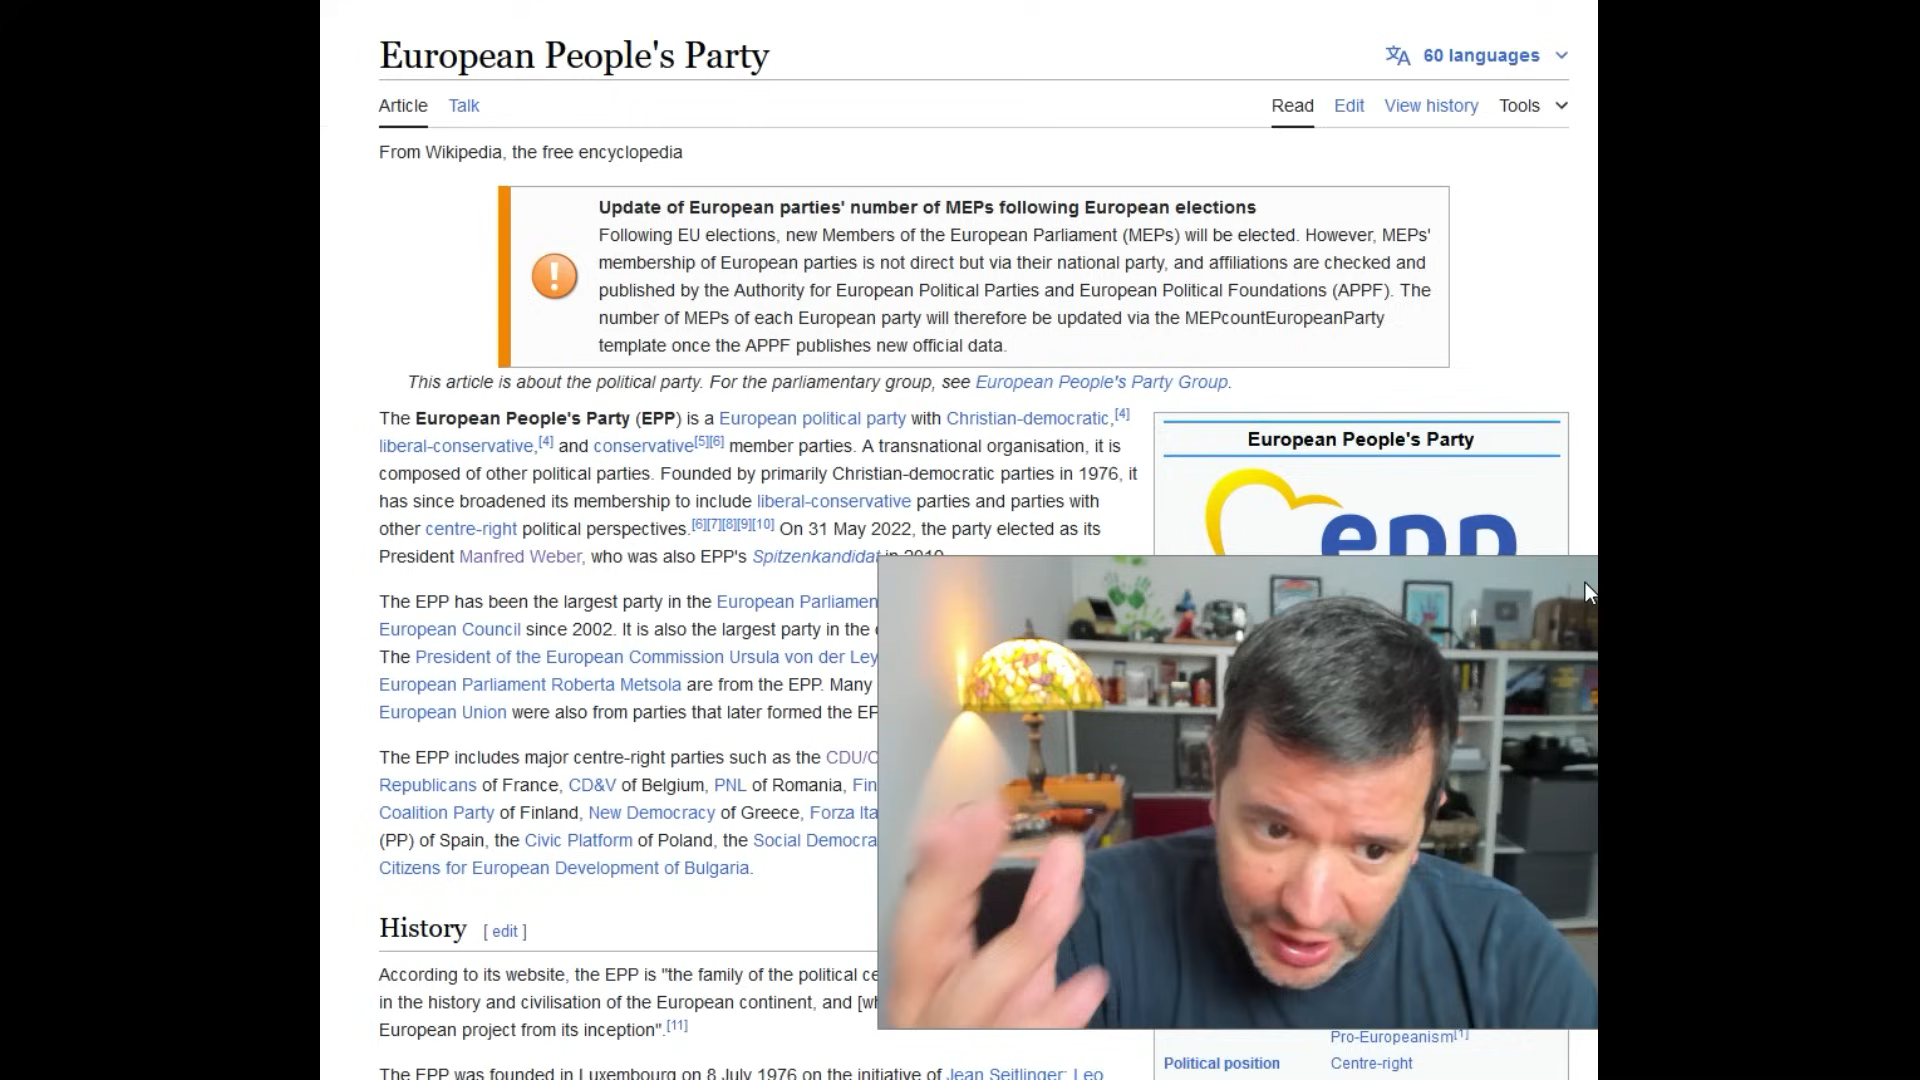 European People's Party
60 languages
Article Talk
Read Edit View history Tools
From Wikipedia, the free encyclopedia
Update of European parties' number of MEPs following European elections
Following EU elections, new Members of the European Parliament (MEPs) will be elected. However, MEPs'
membership of European parties is not direct but via their national party, and affiliations are checked and
published by the Authority for European Political Parties and European Political Foundations (APPF). The
number of MEPs of each European party will therefore be updated via the MEPcountEuropeanParty
template once the APPF publishes new official data.
This article is about the political party. For the parliamentary group, see European People's Party Group.
The European People's Party (EPP) is a European political party with Christian-democratic,[4]
liberal-conservative,[4] and conservative[5][6] member parties. A transnational organisation, it is
composed of other political parties. Founded by primarily Christian-democratic parties in 1976, it
has since broadened its membership to include liberal-conservative parties and parties with
other centre-right political perspectives.[6][7][8][9][10] On 31 May 2022, the party elected as its
President Manfred Weber, who was also EPP's Spitzenkandidat in 2019.
The EPP has been the largest party in the European Parliamen
European Council since 2002. It is also the largest party in the
The President of the European Commission Ursula von der Ley
European Parliament Roberta Metsola are from the EPP. Many
European Union were also from parties that later formed the EP
The EPP includes major centre-right parties such as the CDU/C
Republicans of France, CD&V of Belgium, PNL of Romania, Fin
Coalition Party of Finland, New Democracy of Greece, Forza Ita
(PP) of Spain, the Civic Platform of Poland, the Social Democra
Citizens for European Development of Bulgaria.
History [ edit ]
According to its website, the EPP is "the family of the political ce
in the history and civilisation of the European continent, and [wh
European project from its inception".[11]
The EPP was founded in Luxembourg on 8 July 1976 on the initiative of Jean Seitlinger; Leo
European People's Party
epp
Pro-Europeanism[1]
Political position Centre-right